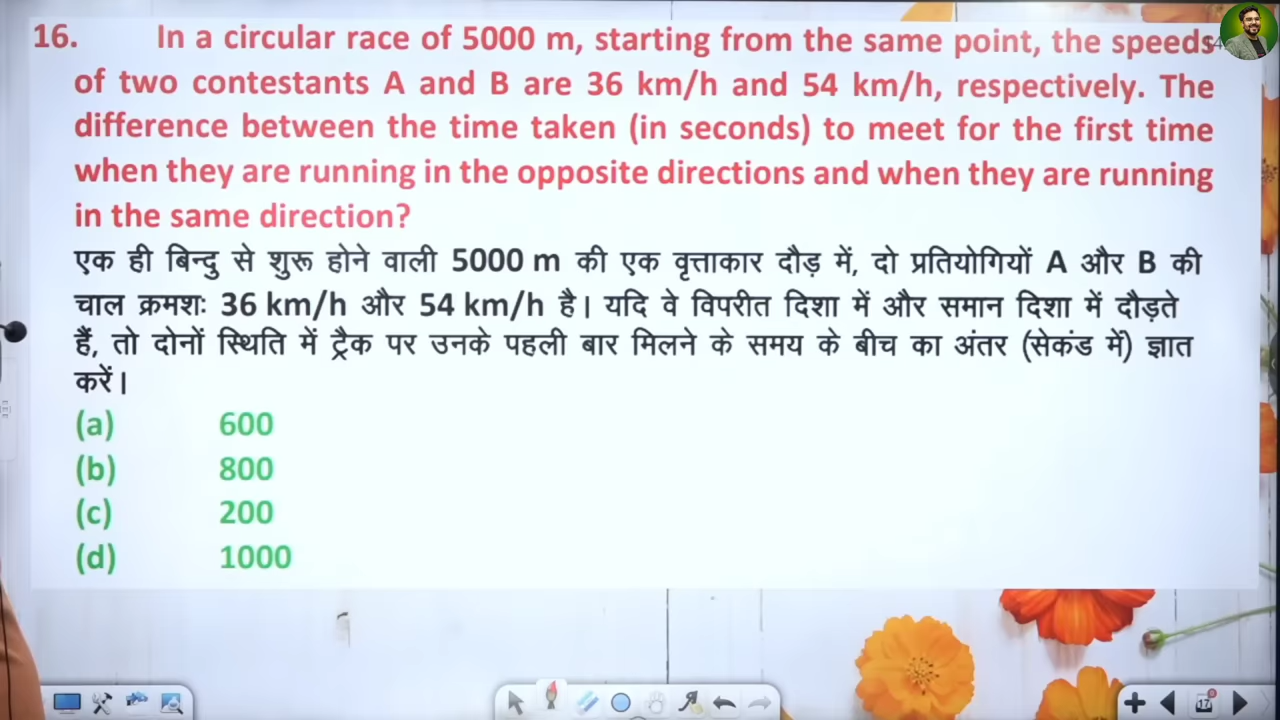 16. In a circular race of 5000 m, starting from the same point, the speeds
of two contestants A and B are 36 km/h and 54 km/h, respectively. The
difference between the time taken (in seconds) to meet for the first time
when they are running in the opposite directions and when they are running
in the same direction?
एक ही बिन्दु से शुरू होने वाली 5000 m की एक वृत्ताकार दौड़ में, दो प्रतियोगियों A और B की
चाल क्रमशः 36 km/h और 54 km/h है। यदि वे विपरीत दिशा में और समान दिशा में दौड़ते
हैं, तो दोनों स्थिति में ट्रैक पर उनके पहली बार मिलने के समय के बीच का अंतर (सेकंड में) ज्ञात
करें।
(a) 600
(b) 800
(c) 200
(d) 1000
17